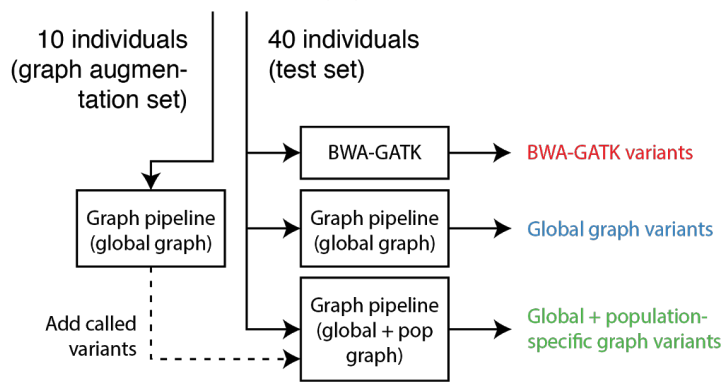 10 individuals
(graph augmen-
tation set)
40 individuals
(test set)
BWA-GATK
BWA-GATK variants
Graph pipeline
(global graph)
Graph pipeline
(global graph)
Global graph variants
Add called
variants
Graph pipeline
(global + pop
graph)
Global + population-
specific graph variants